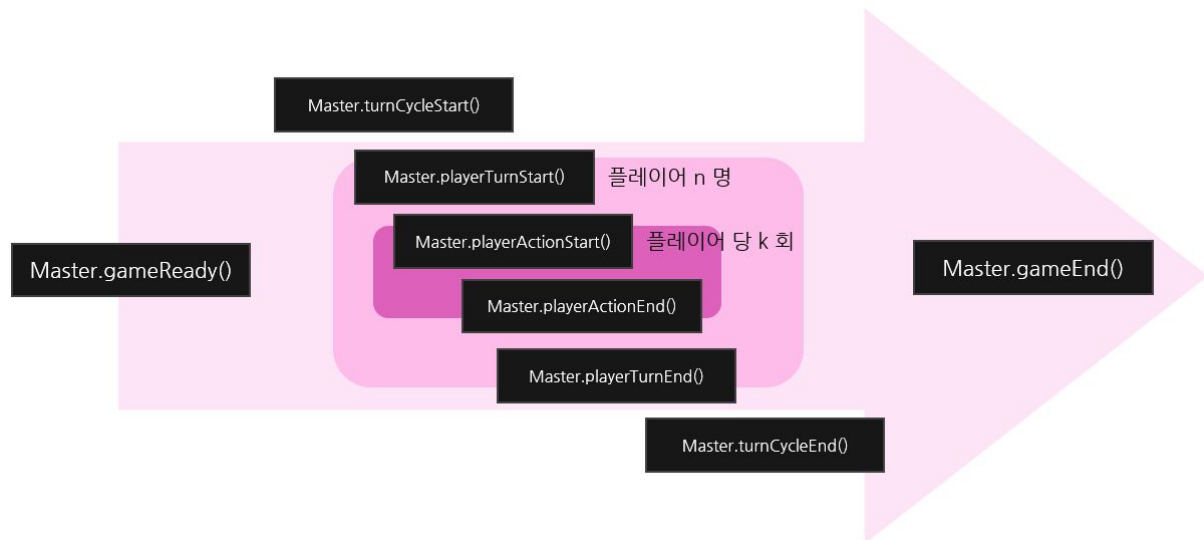 Master.turnCycleStart()
Master.playerTurnStart() 플레이어 n 명
Master.playerActionStart() 플레이어 당 k 회
Master.gameReady()
Master.gameEnd()
Master.playerActionEnd()
Master.playerTurnEnd()
Master.turnCycleEnd()